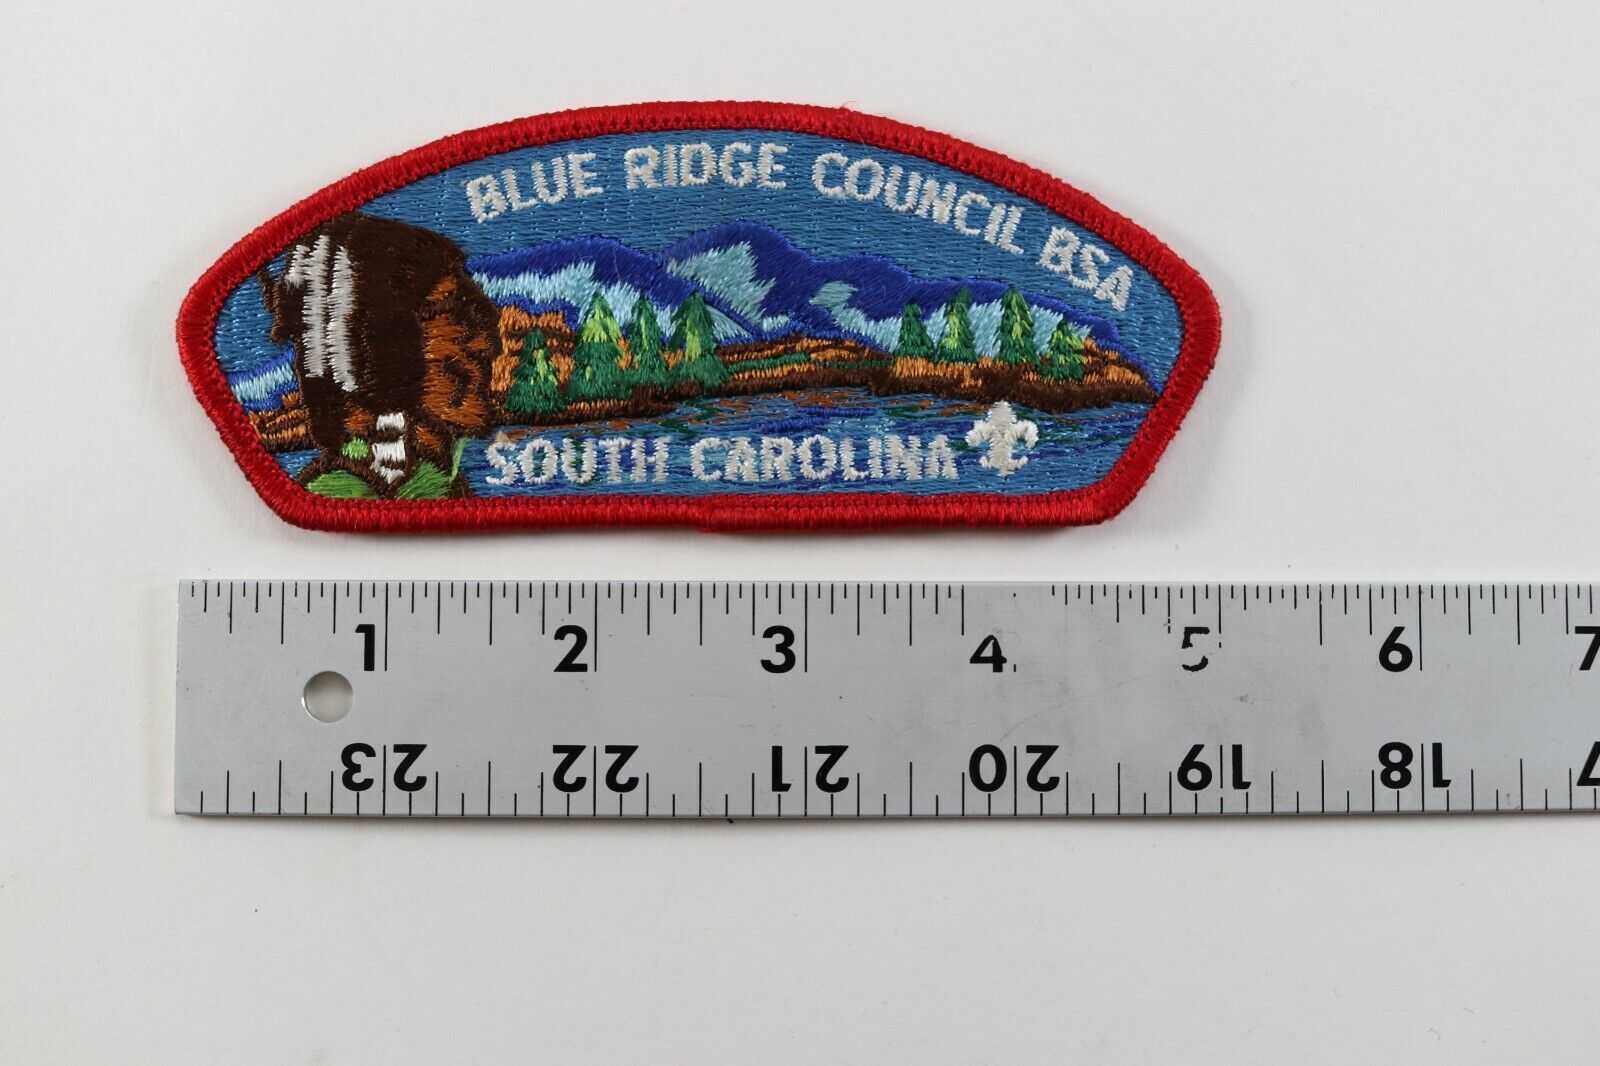 BLUE RIDGE COUNCIL BSA
SOUTH CAROLINA
1 2 3 4 5 6 7
23 22 21 20 19 18